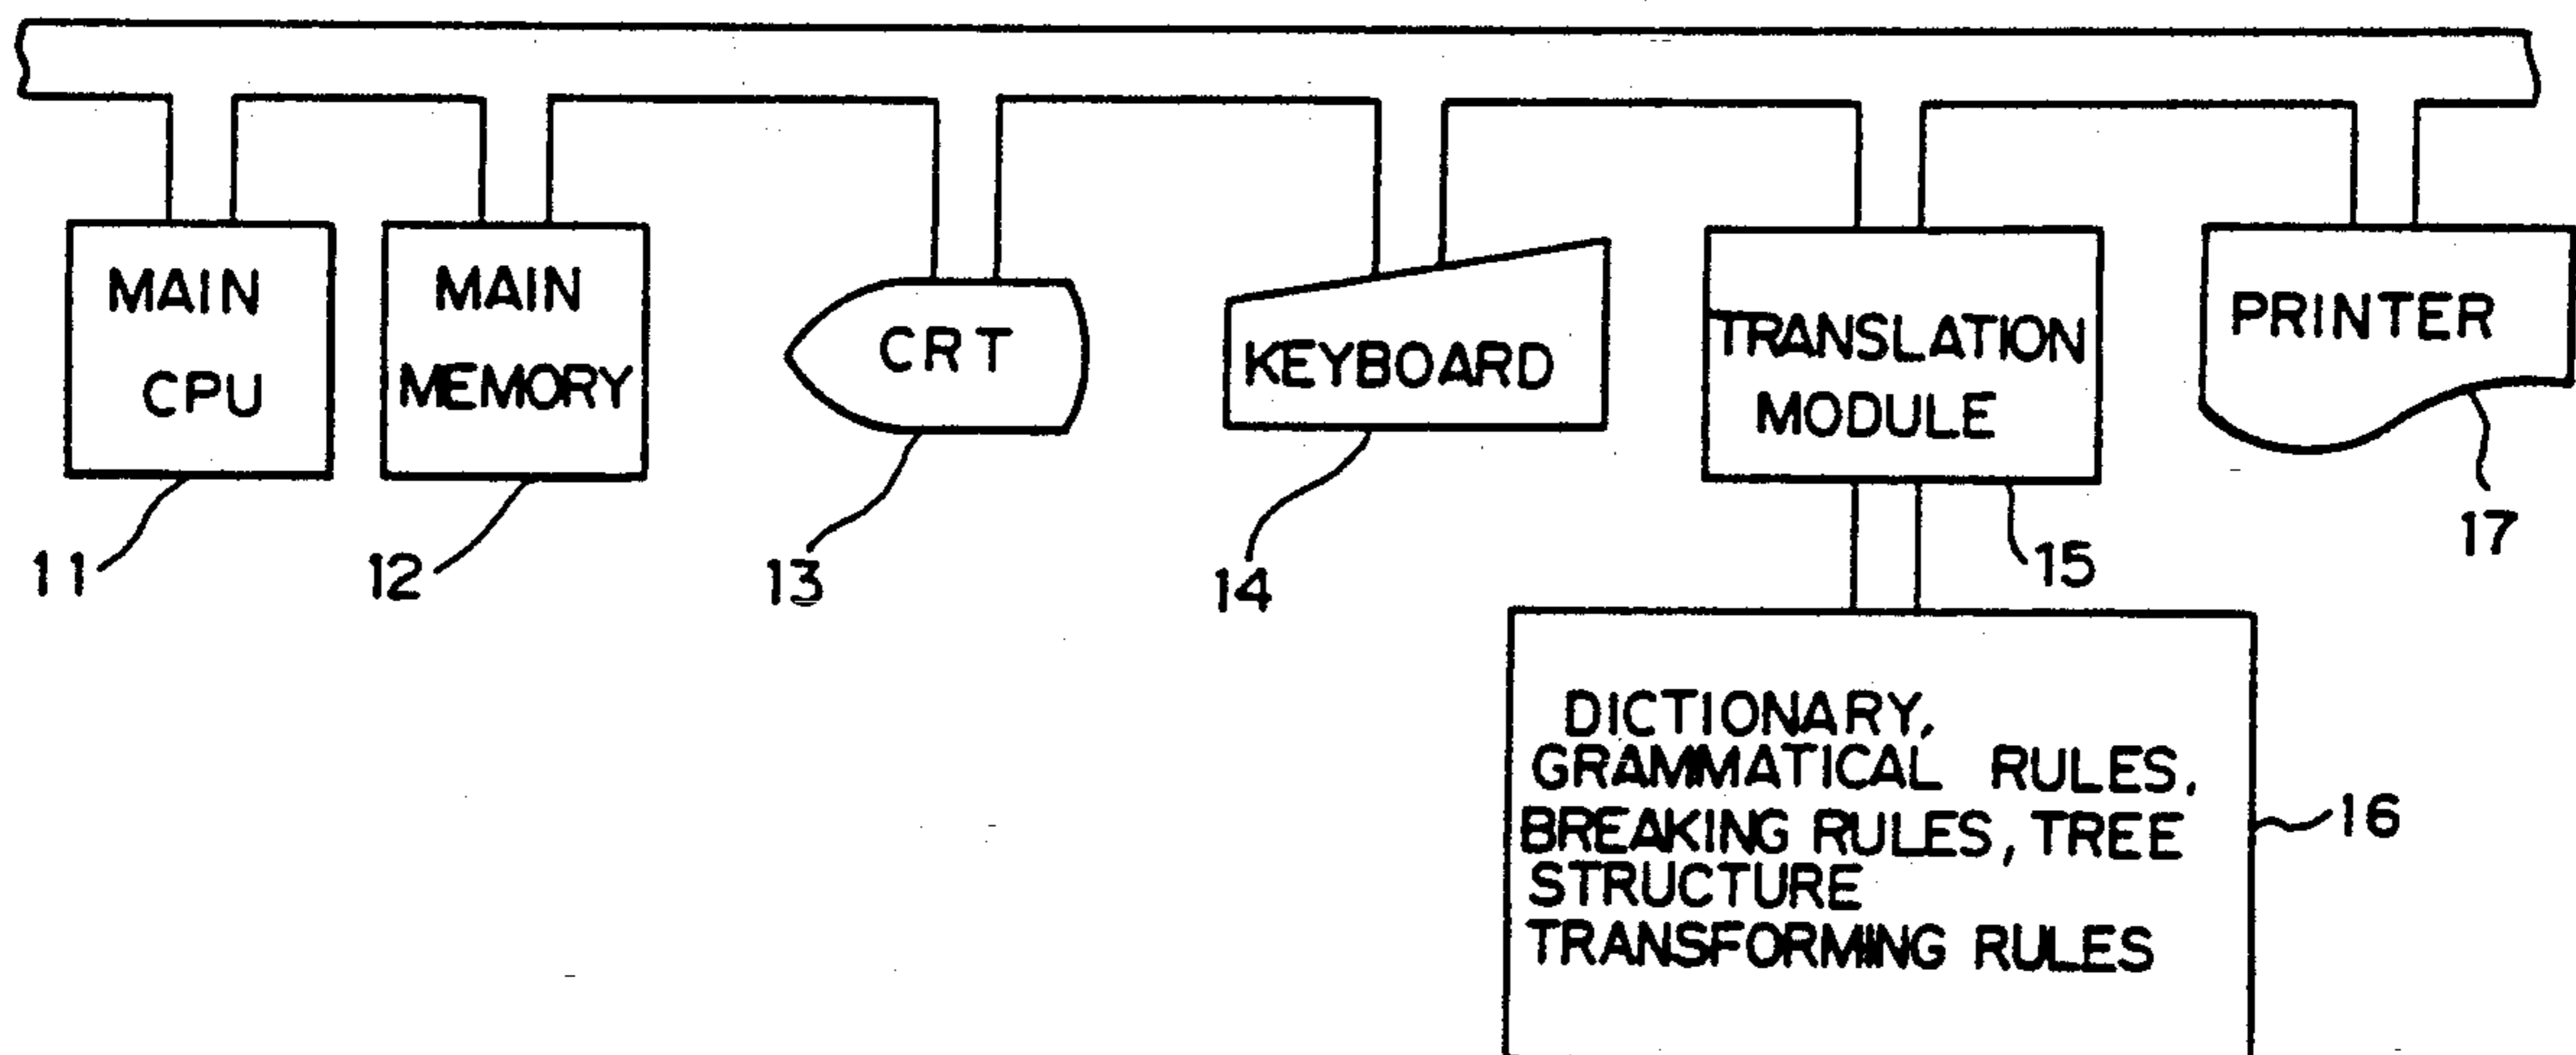 MAIN
CPU
MAIN
MEMORY
CRT
KEYBOARD
TRANSLATION
MODULE
PRINTER
11
12
13
14
15
17
DICTIONARY,
GRAMMATICAL RULES,
BREAKING RULES, TREE
STRUCTURE
TRANSFORMING RULES
16